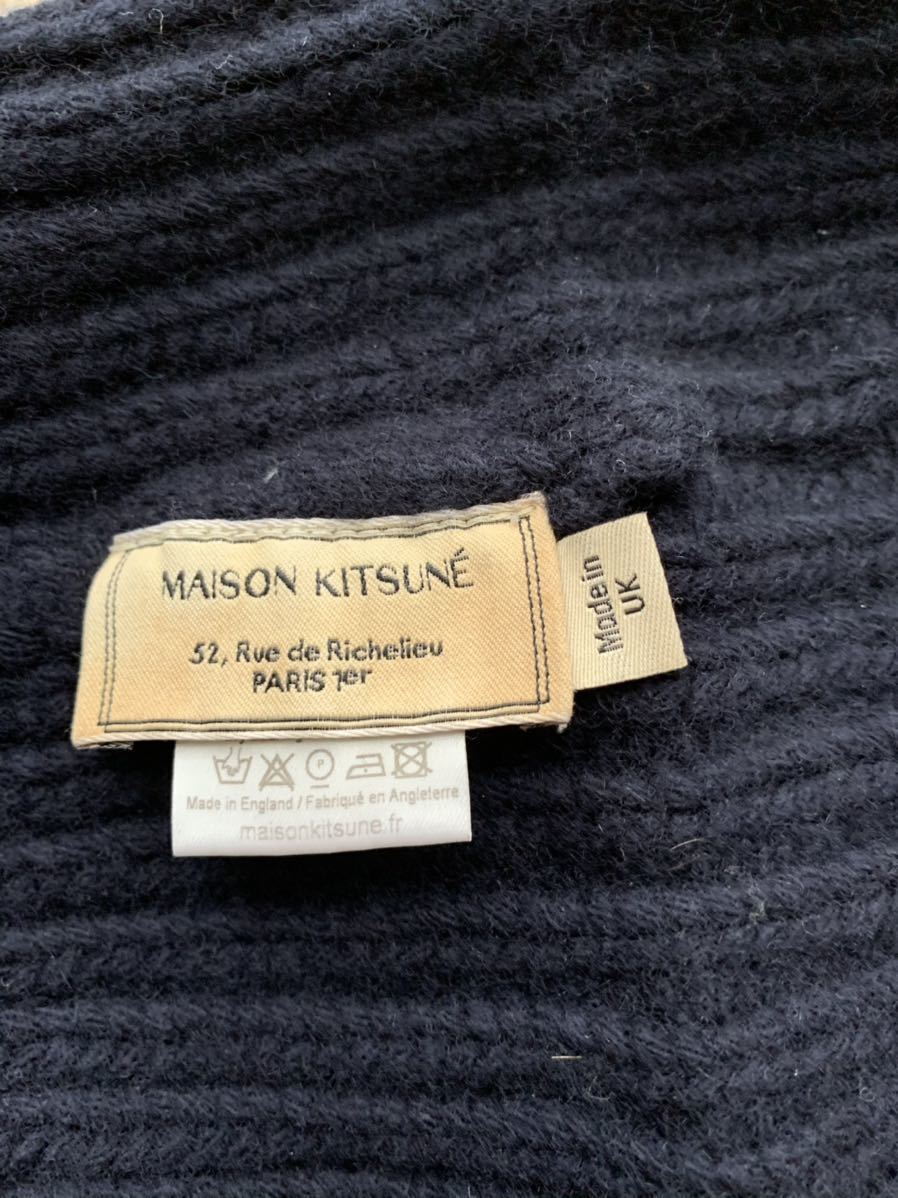 MAISON KITSUNÉ
52, Rue de Richelieu
PARIS 1er
Made in
UK
P
Made in England / Fabriqué en Angleterre
maisonkitsune.fr